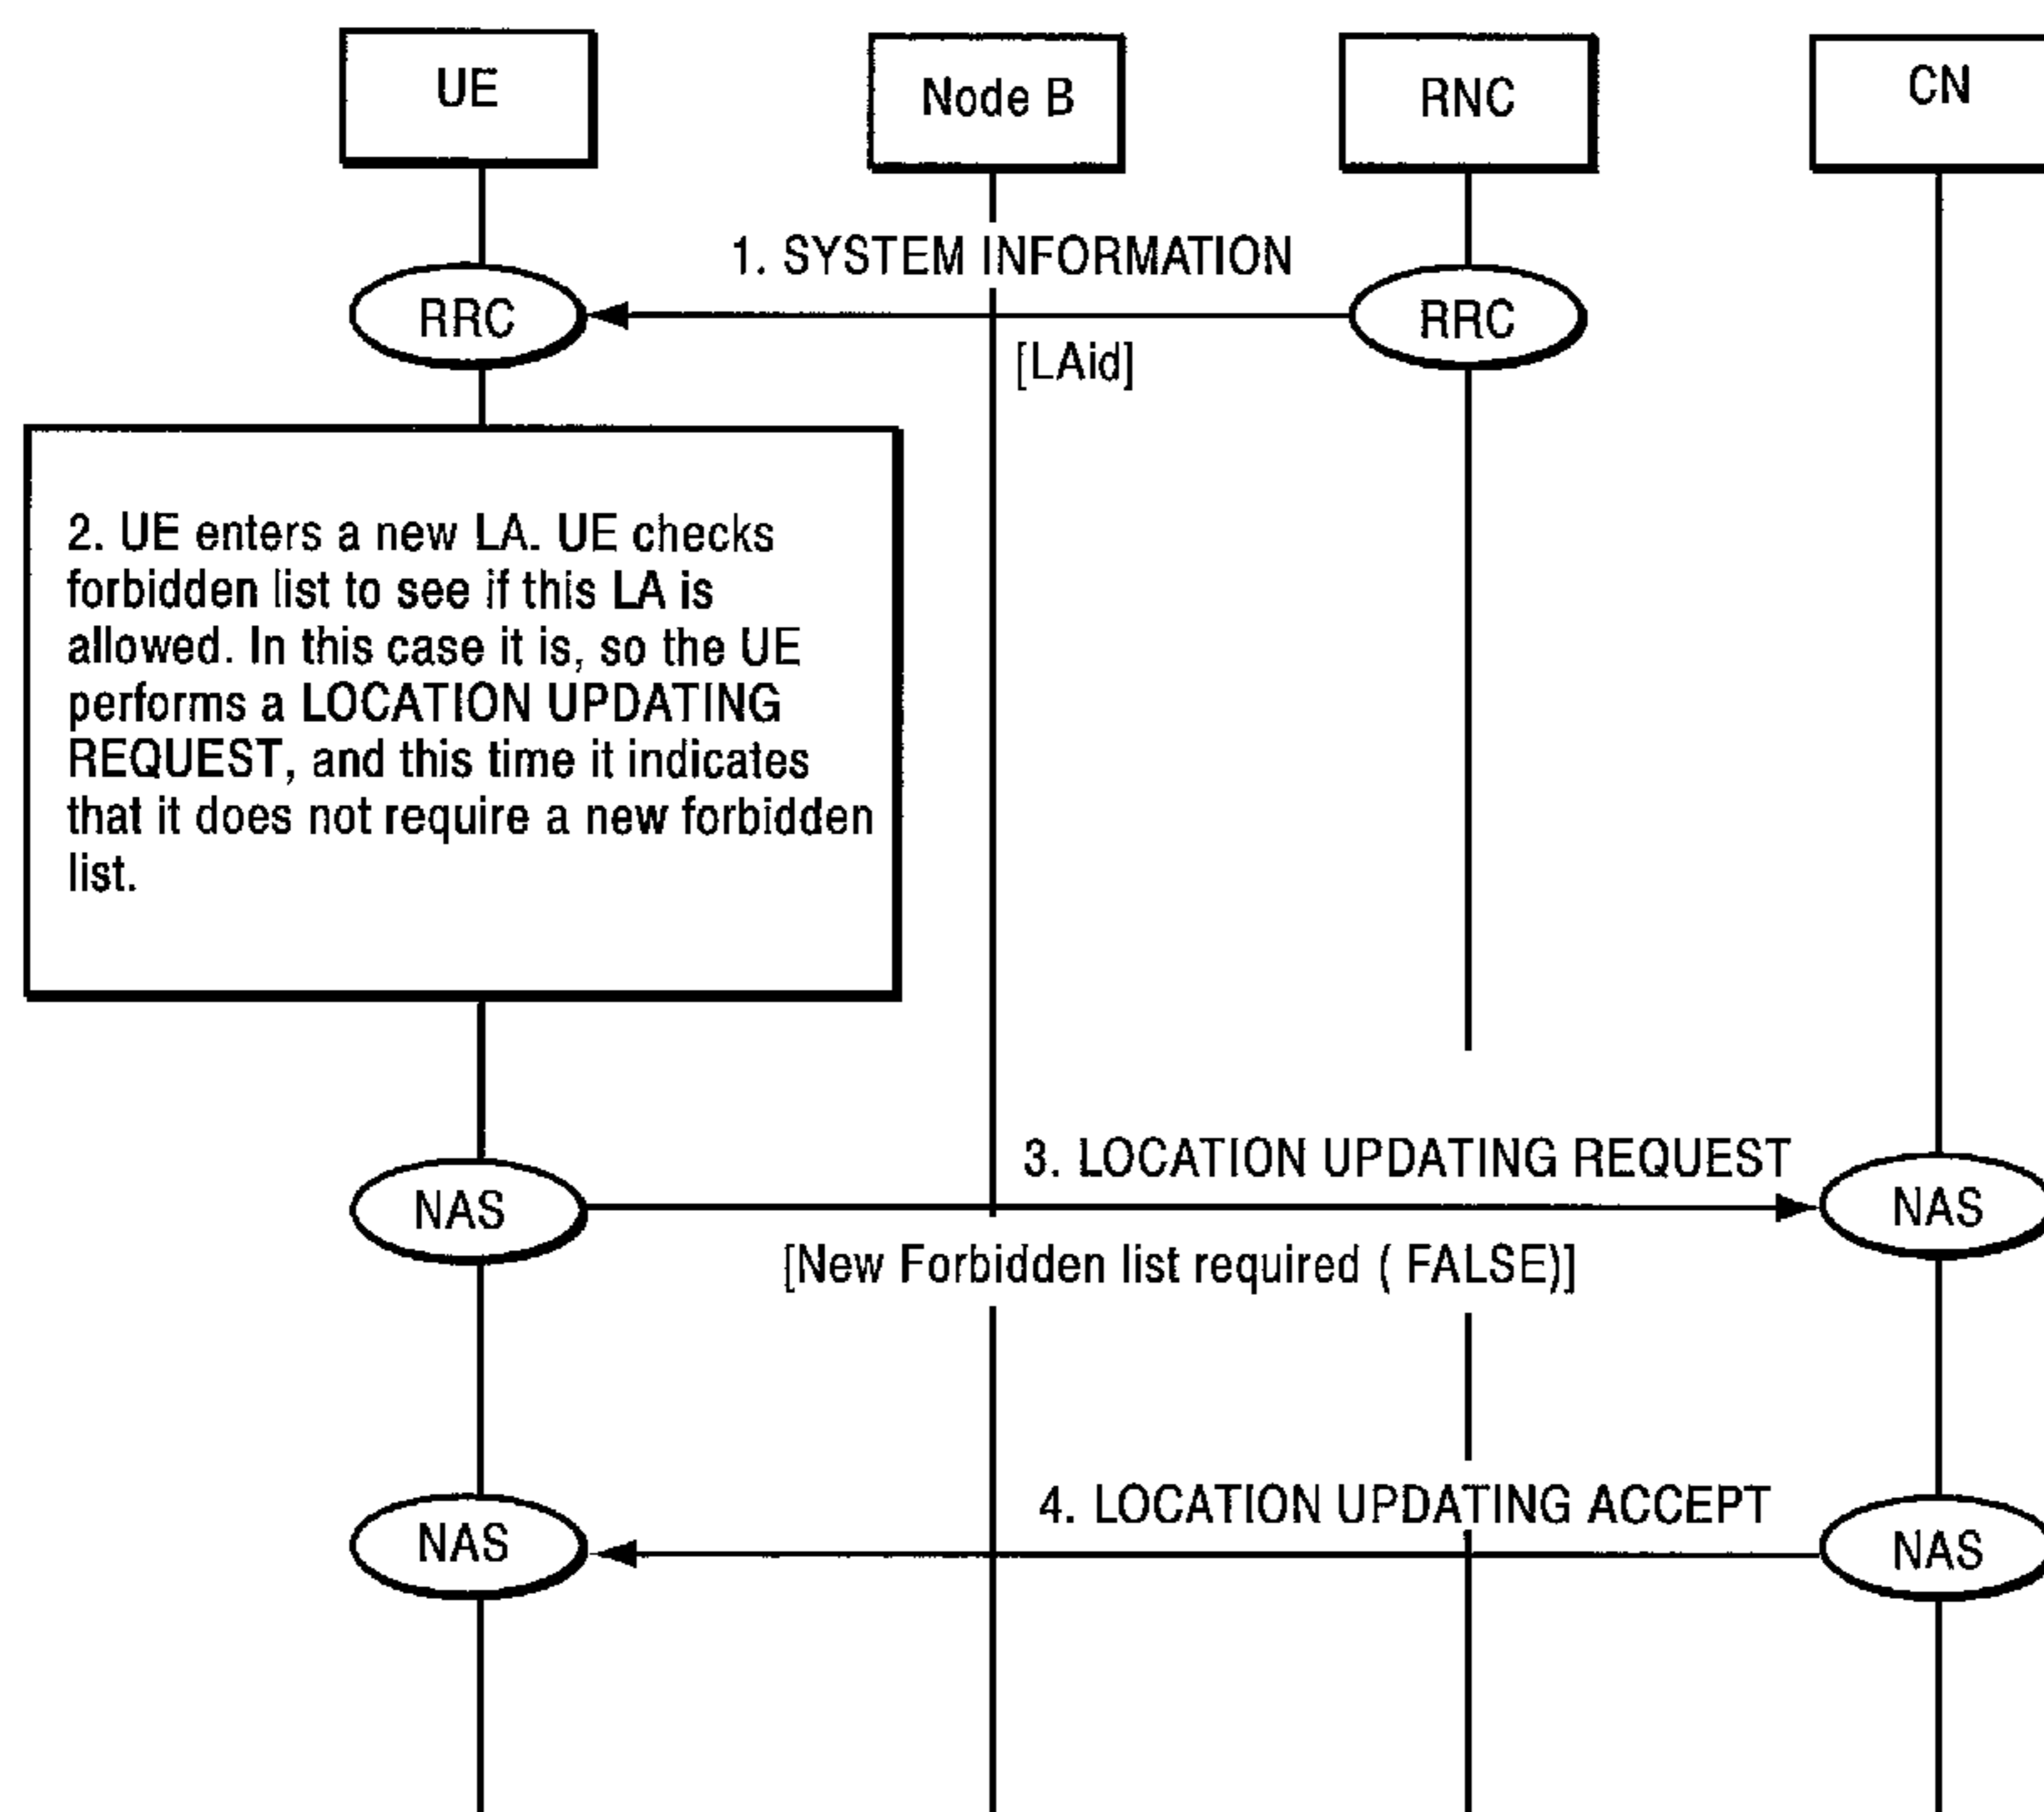 UE
Node B
RNC
CN
1. SYSTEM INFORMATION
RRC
RRC
[LAid]
2. UE enters a new LA. UE checks
forbidden list to see if this LA is
allowed. In this case it is, so the UE
performs a LOCATION UPDATING
REQUEST, and this time it indicates
that it does not require a new forbidden
list.
3. LOCATION UPDATING REQUEST
NAS
NAS
[New Forbidden list required ( FALSE)]
4. LOCATION UPDATING ACCEPT
NAS
NAS